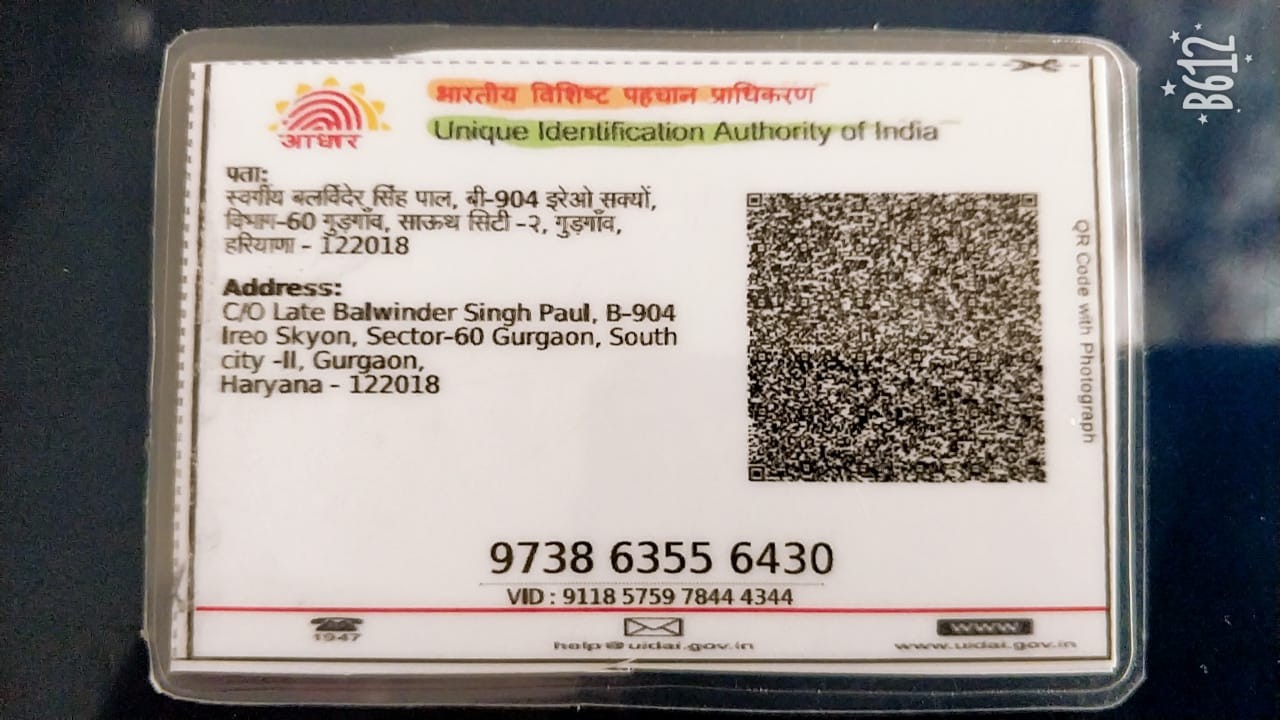 भारतीय विशिष्ट पहचान प्राधिकरण
Unique Identification Authority of India
आधार
पता:
स्वर्गीय बलविंदेर् सिंह पाल, बी-904 इरेओ सक्यों,
विभाग-60 गुड़गाँव, साऊथ सिटी -२, गुड़गाँव,
हरियाणा - 122018
Address:
C/O Late Balwinder Singh Paul, B-904
Ireo Skyon, Sector-60 Gurgaon, South
city -II, Gurgaon,
Haryana - 122018
QR Code with Photograph
9738 6355 6430
VID : 9118 5759 7844 4344
1947
help@uidai.gov.in
WWW
www.uidai.gov.in
B612